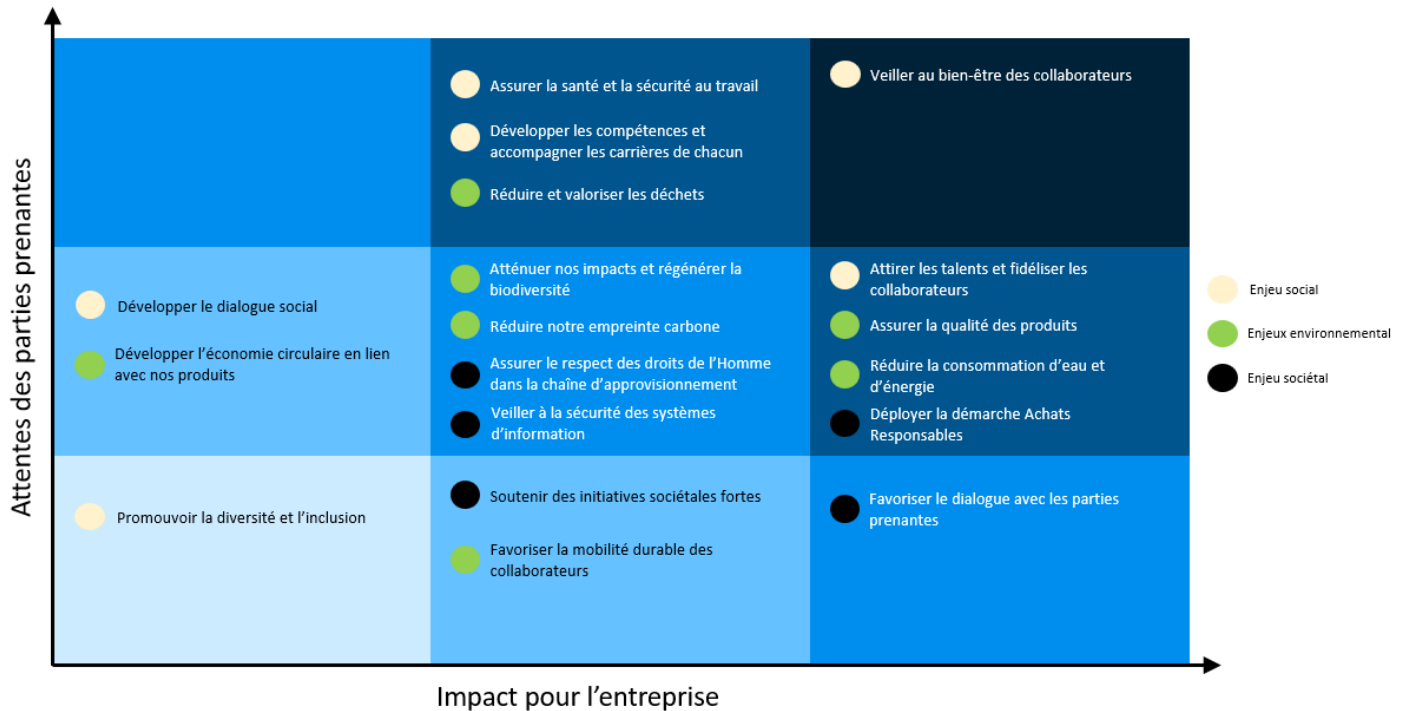 Attentes des parties prenantes
Assurer la santé et la sécurité au travail
Développer les compétences et
accompagner les carrières de chacun
Réduire et valoriser les déchets
Veiller au bien-être des collaborateurs
Développer le dialogue social
Développer l’économie circulaire en lien
avec nos produits
Atténuer nos impacts et régénérer la
biodiversité
Réduire notre empreinte carbone
Assurer le respect des droits de l’Homme
dans la chaîne d’approvisionnement
Veiller à la sécurité des systèmes
d’information
Attirer les talents et fidéliser les
collaborateurs
Assurer la qualité des produits
Réduire la consommation d’eau et
d’énergie
Déployer la démarche Achats
Responsables
Promouvoir la diversité et l’inclusion
Soutenir des initiatives sociétales fortes
Favoriser la mobilité durable des
collaborateurs
Favoriser le dialogue avec les parties
prenantes
Enjeu social
Enjeux environnemental
Enjeu sociétal
Impact pour l’entreprise